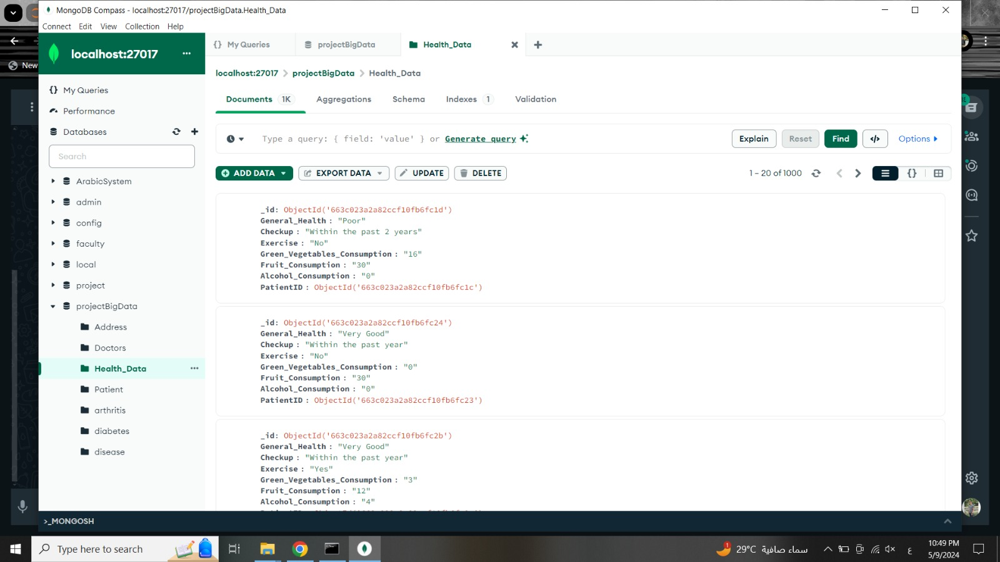 MongoDB Compass - localhost:27017/projectBigData.Health_Data
Connect Edit View Collection Help
localhost:27017
{} My Queries
projectBigData
Health_Data
New
localhost:27017 > projectBigData > Health_Data
{} My Queries
Performance
Databases
Search
ArabicSystem
admin
config
faculty
local
project
projectBigData
Address
Doctors
Health_Data
Patient
arthritis
diabetes
disease
Documents 1K
Aggregations
Schema
Indexes 1
Validation
Type a query: { field: 'value' } or Generate query
Explain
Reset
Find
</>
Options
ADD DATA
EXPORT DATA
UPDATE
DELETE
1 – 20 of 1000
{}
_id: ObjectId('663c023a2a82ccf10fb6fc1d')
General_Health : "Poor"
Checkup : "Within the past 2 years"
Exercise : "No"
Green_Vegetables_Consumption : "16"
Fruit_Consumption : "30"
Alcohol_Consumption : "0"
PatientID : ObjectId('663c023a2a82ccf10fb6fc1c')
_id: ObjectId('663c023a2a82ccf10fb6fc24')
General_Health : "Very Good"
Checkup : "Within the past year"
Exercise : "No"
Green_Vegetables_Consumption : "0"
Fruit_Consumption : "30"
Alcohol_Consumption : "0"
PatientID : ObjectId('663c023a2a82ccf10fb6fc23')
_id: ObjectId('663c023a2a82ccf10fb6fc2b')
General_Health : "Very Good"
Checkup : "Within the past year"
Exercise : "Yes"
Green_Vegetables_Consumption : "3"
Fruit_Consumption : "12"
Alcohol_Consumption : "4"
>_MONGOSH
Type here to search
1
29°C سماء صافية
ع
10:49 PM
5/9/2024